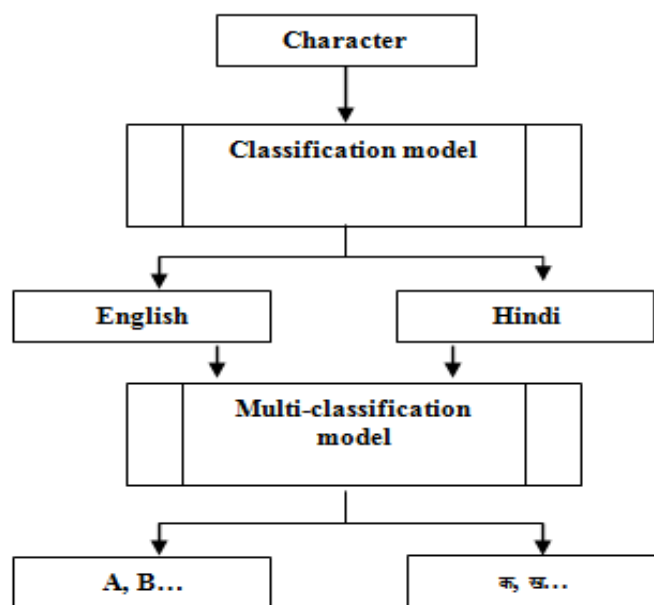 Character
Classification model
English
Hindi
Multi-classification
model
A, B…
क, ख…